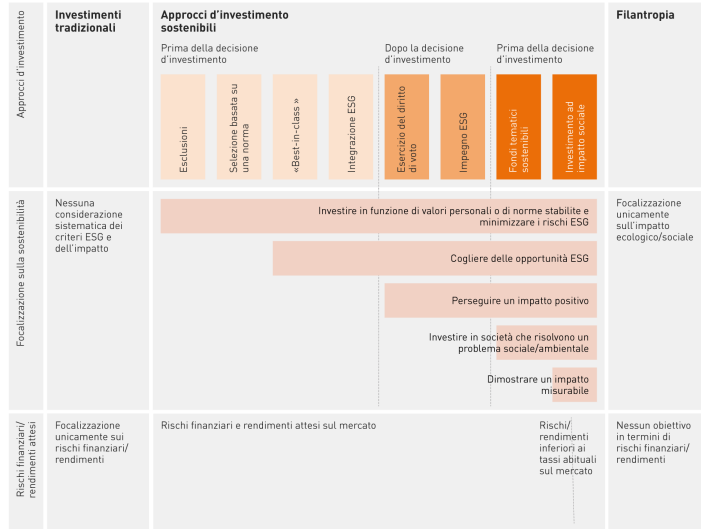 Approcci d'investimento
Investimenti
tradizionali
Approcci d'investimento
sostenibili
Filantropia
Prima della decisione
d'investimento
Dopo la decisione
d'investimento
Prima della decisione
d'investimento
Esclusioni
Selezione basata su
una norma
«Best-in-class »
Integrazione ESG
Esercizio del diritto
di voto
Impegno ESG
Fondi tematici
sostenibili
Investimento ad
impatto sociale
Focalizzazione sulla sostenibilità
Nessuna
considerazione
sistematica dei
criteri ESG e
dell'impatto
Investire in funzione di valori personali o di norme stabilite e
minimizzare i rischi ESG
Cogliere delle opportunità ESG
Perseguire un impatto positivo
Investire in società che risolvono un
problema sociale/ambientale
Dimostrare un impatto
misurabile
Focalizzazione
unicamente
sull'impatto
ecologico/sociale
Rischi finanziari/
rendimenti attesi
Focalizzazione
unicamente sui
rischi finanziari/
rendimenti
Rischi finanziari e rendimenti attesi sul mercato
Rischi/
rendimenti
inferiori ai
tassi abituali
sul mercato
Nessun obiettivo
in termini di
rischi finanziari/
rendimenti